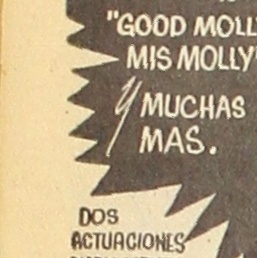 "GOOD MOLL
MIS MOLLY"
y MUCHAS
MAS.
DOS
ACTUACIONES